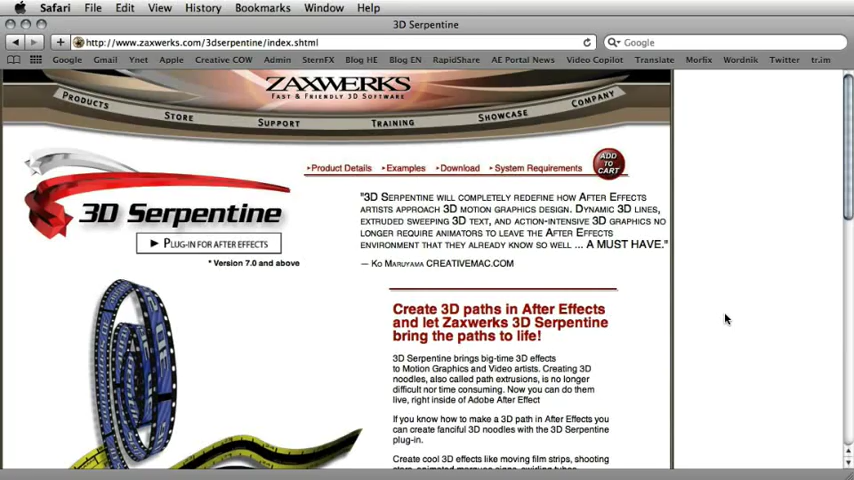 Safari File Edit View History Bookmarks Window Help
3D Serpentine
http://www.zaxwerks.com/3dserpentine/index.shtml
Google
Google Gmail Ynet Apple Creative COW Admin SternFX Blog HE Blog EN RapidShare AE Portal News Video Copilot Translate Morfix Wordnik Twitter tr.im
ZAXWERKS
FAST & FRIENDLY 3D SOFTWARE
PRODUCTS STORE SUPPORT TRAINING SHOWCASE COMPANY
Product Details Examples Download System Requirements
ADD TO CART
3D Serpentine
PLUG-IN FOR AFTER EFFECTS
* Version 7.0 and above
"3D SERPENTINE WILL COMPLETELY REDEFINE HOW AFTER EFFECTS
ARTISTS APPROACH 3D MOTION GRAPHICS DESIGN. DYNAMIC 3D LINES,
EXTRUDED SWEEPING 3D TEXT, AND ACTION-INTENSIVE 3D GRAPHICS NO
LONGER REQUIRE ANIMATORS TO LEAVE THE AFTER EFFECTS
ENVIRONMENT THAT THEY ALREADY KNOW SO WELL ... A MUST HAVE."
— KO MARUYAMA CREATIVEMAC.COM
Create 3D paths in After Effects
and let Zaxwerks 3D Serpentine
bring the paths to life!
3D Serpentine brings big-time 3D effects
to Motion Graphics and Video artists. Creating 3D
noodles, also called path extrusions, is no longer
difficult nor time consuming. Now you can do them
live, right inside of Adobe After Effect
If you know how to make a 3D path in After Effects you
can create fanciful 3D noodles with the 3D Serpentine
plug-in.
Create cool 3D effects like moving film strips, shooting